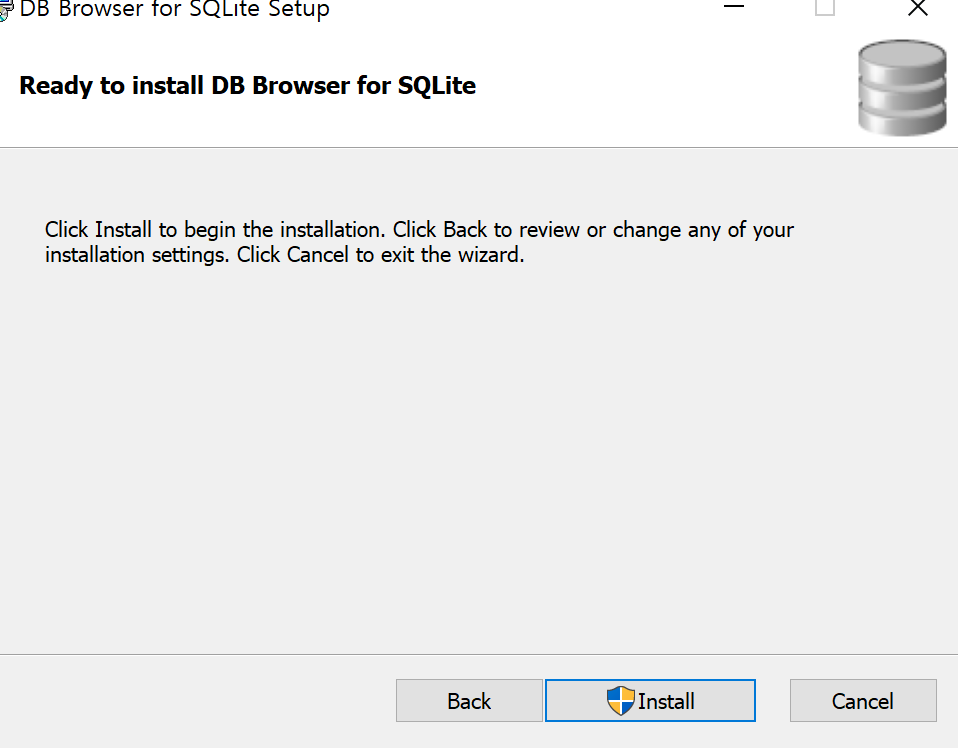 DB Browser for SQLite Setup
Ready to install DB Browser for SQLite
Click Install to begin the installation. Click Back to review or change any of your
installation settings. Click Cancel to exit the wizard.
Back
Install
Cancel